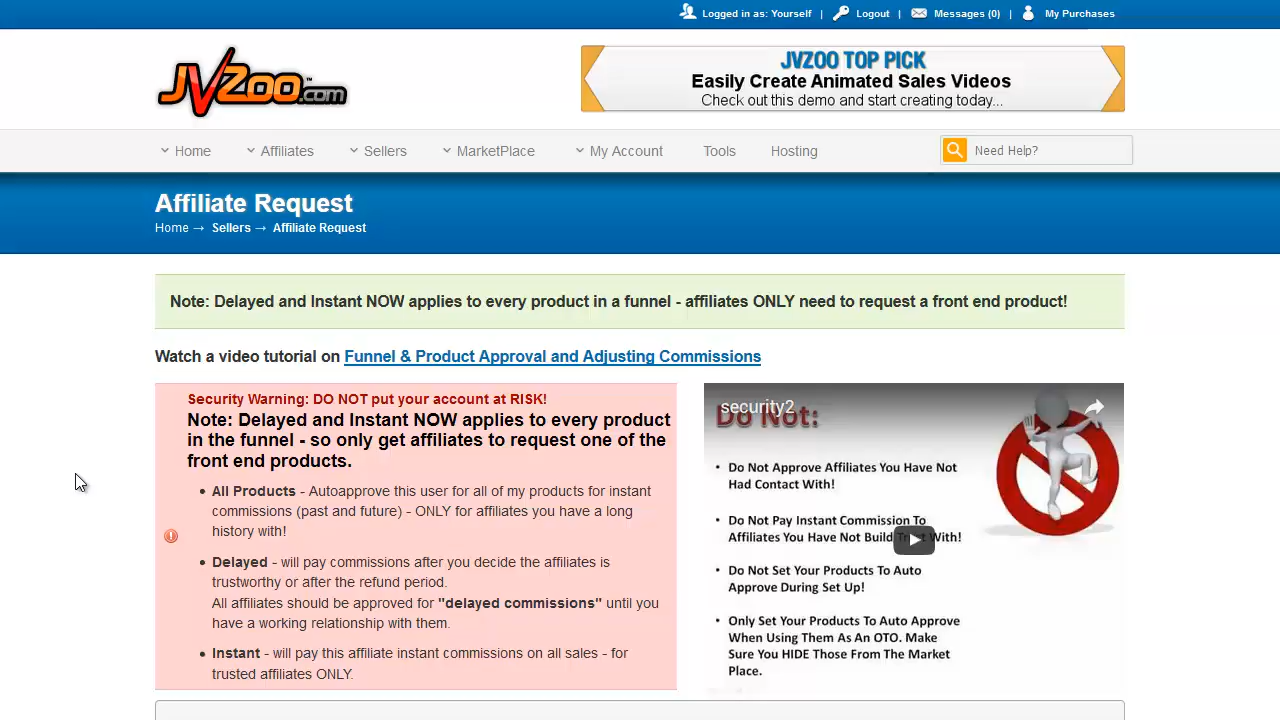 Logged in as: Yourself | Logout | Messages (0) | My Purchases
JVZoo.com™
JVZOO TOP PICK
Easily Create Animated Sales Videos
Check out this demo and start creating today...
Home Affiliates Sellers MarketPlace My Account Tools Hosting Need Help?
Affiliate Request
Home → Sellers → Affiliate Request
Note: Delayed and Instant NOW applies to every product in a funnel - affiliates ONLY need to request a front end product!
Watch a video tutorial on Funnel & Product Approval and Adjusting Commissions
Security Warning: DO NOT put your account at RISK!
Note: Delayed and Instant NOW applies to every product
in the funnel - so only get affiliates to request one of the
front end products.
• All Products - Autoapprove this user for all of my products for instant
commissions (past and future) - ONLY for affiliates you have a long
history with!
• Delayed - will pay commissions after you decide the affiliates is
trustworthy or after the refund period.
All affiliates should be approved for "delayed commissions" until you
have a working relationship with them.
• Instant - will pay this affiliate instant commissions on all sales - for
trusted affiliates ONLY.
security2
Do Not:
• Do Not Approve Affiliates You Have Not
Had Contact With!
• Do Not Pay Instant Commission To
Affiliates You Have Not Build Trust With!
• Do Not Set Your Products To Auto
Approve During Set Up!
• Only Set Your Products To Auto Approve
When Using Them As An OTO. Make
Sure You HIDE Those From The Market
Place.